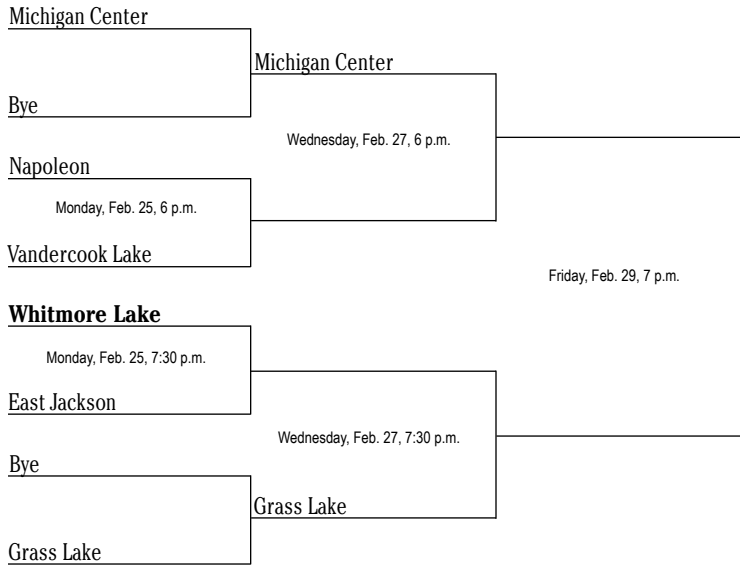 Michigan Center
Michigan Center
Bye
Wednesday, Feb. 27, 6 p.m.
Napoleon
Monday, Feb. 25, 6 p.m.
Vandercook Lake
Friday, Feb. 29, 7 p.m.
Whitmore Lake
Monday, Feb. 25, 7:30 p.m.
East Jackson
Wednesday, Feb. 27, 7:30 p.m.
Bye
Grass Lake
Grass Lake